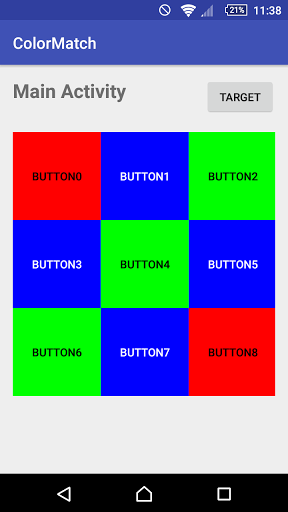 21% 11:38
ColorMatch
Main Activity
TARGET
BUTTON0 BUTTON1 BUTTON2
BUTTON3 BUTTON4 BUTTON5
BUTTON6 BUTTON7 BUTTON8